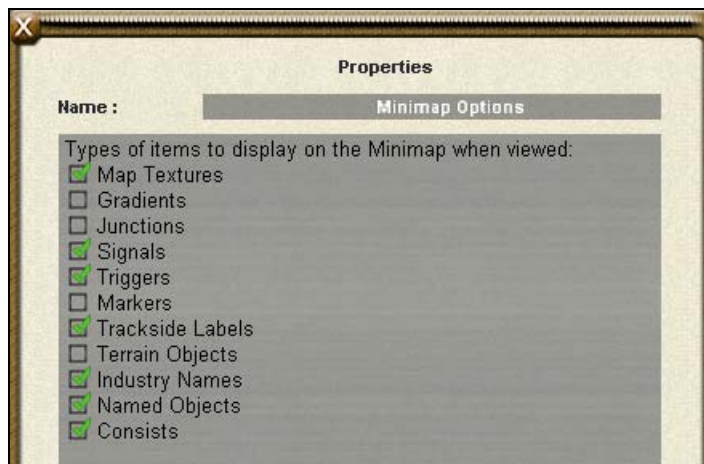 X
Properties
Name : Minimap Options
Types of items to display on the Minimap when viewed:
Map Textures
Gradients
Junctions
Signals
Triggers
Markers
Trackside Labels
Terrain Objects
Industry Names
Named Objects
Consists